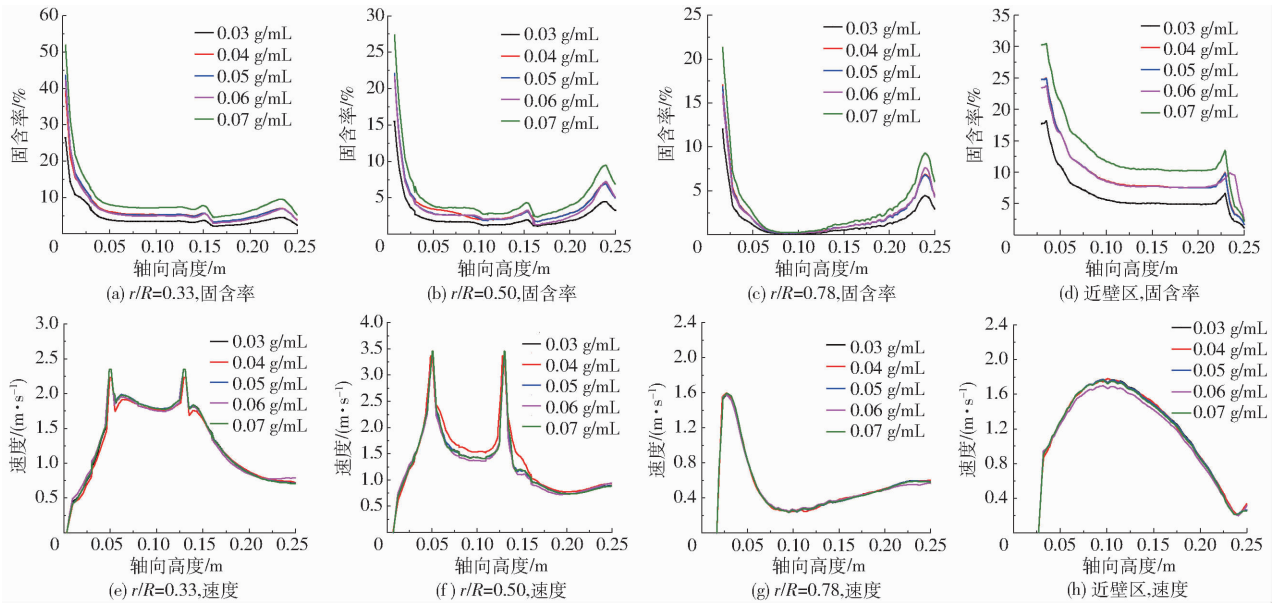 60
50
40
30
20
10
0
0.05
0.10
0.15
0.20
0.25
固含率/%
轴向高度/m
0.03 g/mL
0.04 g/mL
0.05 g/mL
0.06 g/mL
0.07 g/mL
(a) r/R=0.33,固含率
30
25
20
15
10
5
0
0.05
0.10
0.15
0.20
0.25
固含率/%
轴向高度/m
0.03 g/mL
0.04 g/mL
0.05 g/mL
0.06 g/mL
0.07 g/mL
(b) r/R=0.50,固含率
25
20
15
10
5
0
0.05
0.10
0.15
0.20
0.25
固含率/%
轴向高度/m
0.03 g/mL
0.04 g/mL
0.05 g/mL
0.06 g/mL
0.07 g/mL
(c) r/R=0.78,固含率
35
30
25
20
15
10
5
0
0.05
0.10
0.15
0.20
0.25
固含率/%
轴向高度/m
0.03 g/mL
0.04 g/mL
0.05 g/mL
0.06 g/mL
0.07 g/mL
(d) 近壁区,固含率
3.0
2.5
2.0
1.5
1.0
0.5
0
0.05
0.10
0.15
0.20
0.25
速度/(m·s⁻¹)
轴向高度/m
0.03 g/mL
0.04 g/mL
0.05 g/mL
0.06 g/mL
0.07 g/mL
(e) r/R=0.33,速度
4.0
3.5
3.0
2.5
2.0
1.5
1.0
0.5
0
0.05
0.10
0.15
0.20
0.25
速度/(m·s⁻¹)
轴向高度/m
0.03 g/mL
0.04 g/mL
0.05 g/mL
0.06 g/mL
0.07 g/mL
(f) r/R=0.50,速度
2.4
2.0
1.6
1.2
0.8
0.4
0
0.05
0.10
0.15
0.20
0.25
速度/(m·s⁻¹)
轴向高度/m
0.03 g/mL
0.04 g/mL
0.05 g/mL
0.06 g/mL
0.07 g/mL
(g) r/R=0.78,速度
2.4
2.0
1.6
1.2
0.8
0.4
0
0.05
0.10
0.15
0.20
0.25
速度/(m·s⁻¹)
轴向高度/m
0.03 g/mL
0.04 g/mL
0.05 g/mL
0.06 g/mL
0.07 g/mL
(h) 近壁区,速度